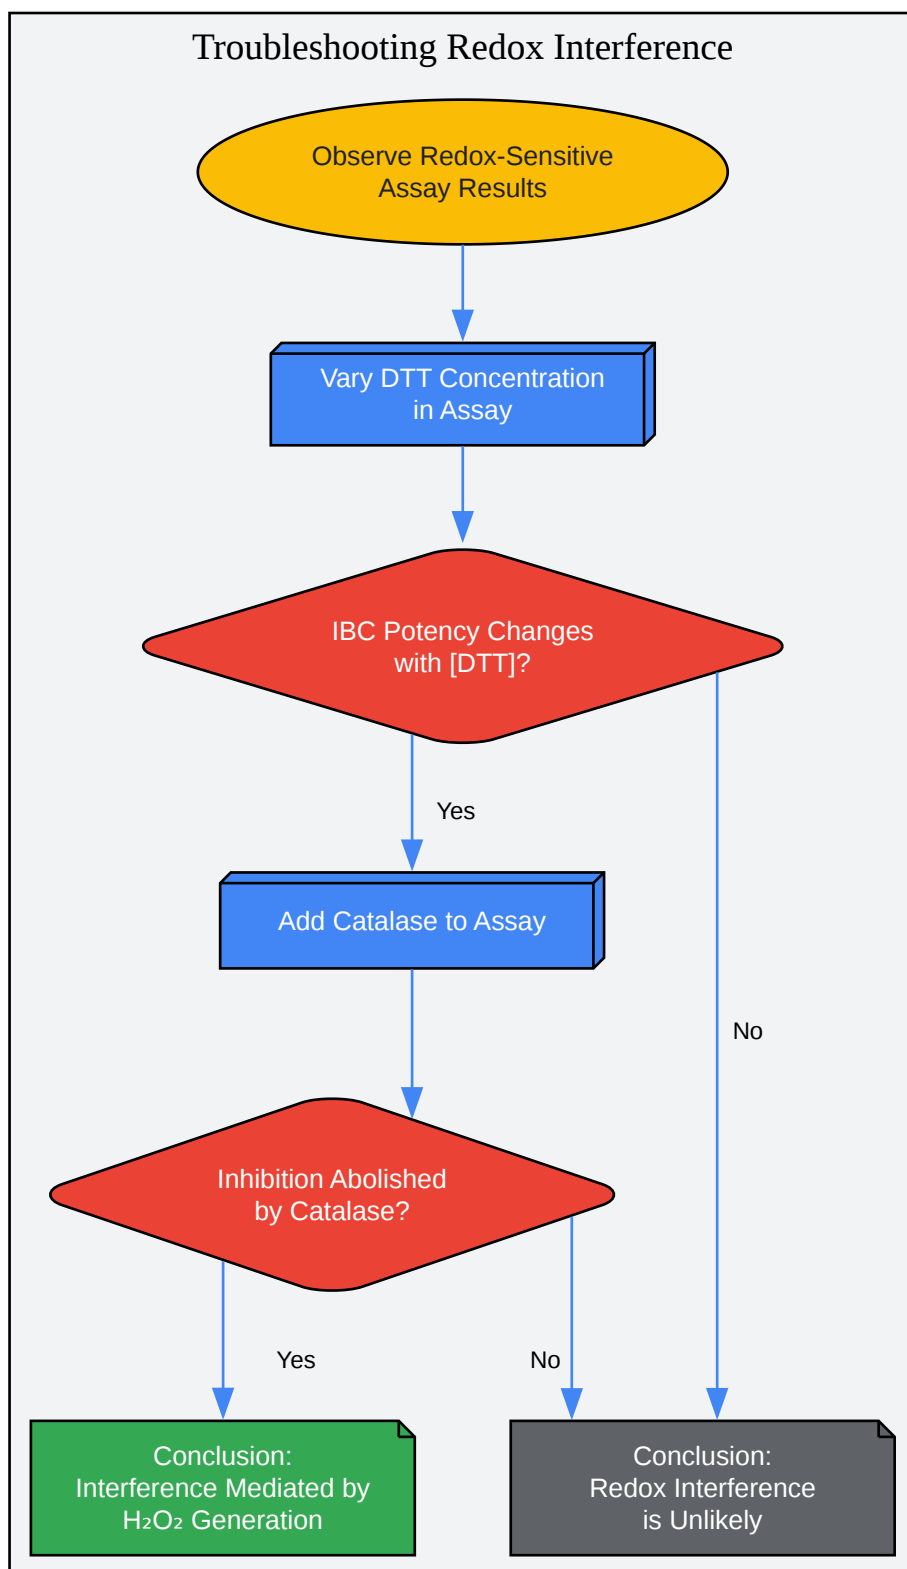 Troubleshooting Redox Interference
Observe Redox-Sensitive
Assay Results
Vary DTT Concentration
in Assay
IBC Potency Changes
with [DTT]?
Yes
Add Catalase to Assay
No
Inhibition Abolished
by Catalase?
Yes
No
Conclusion:
Interference Mediated by
H₂O₂ Generation
Conclusion:
Redox Interference
is Unlikely